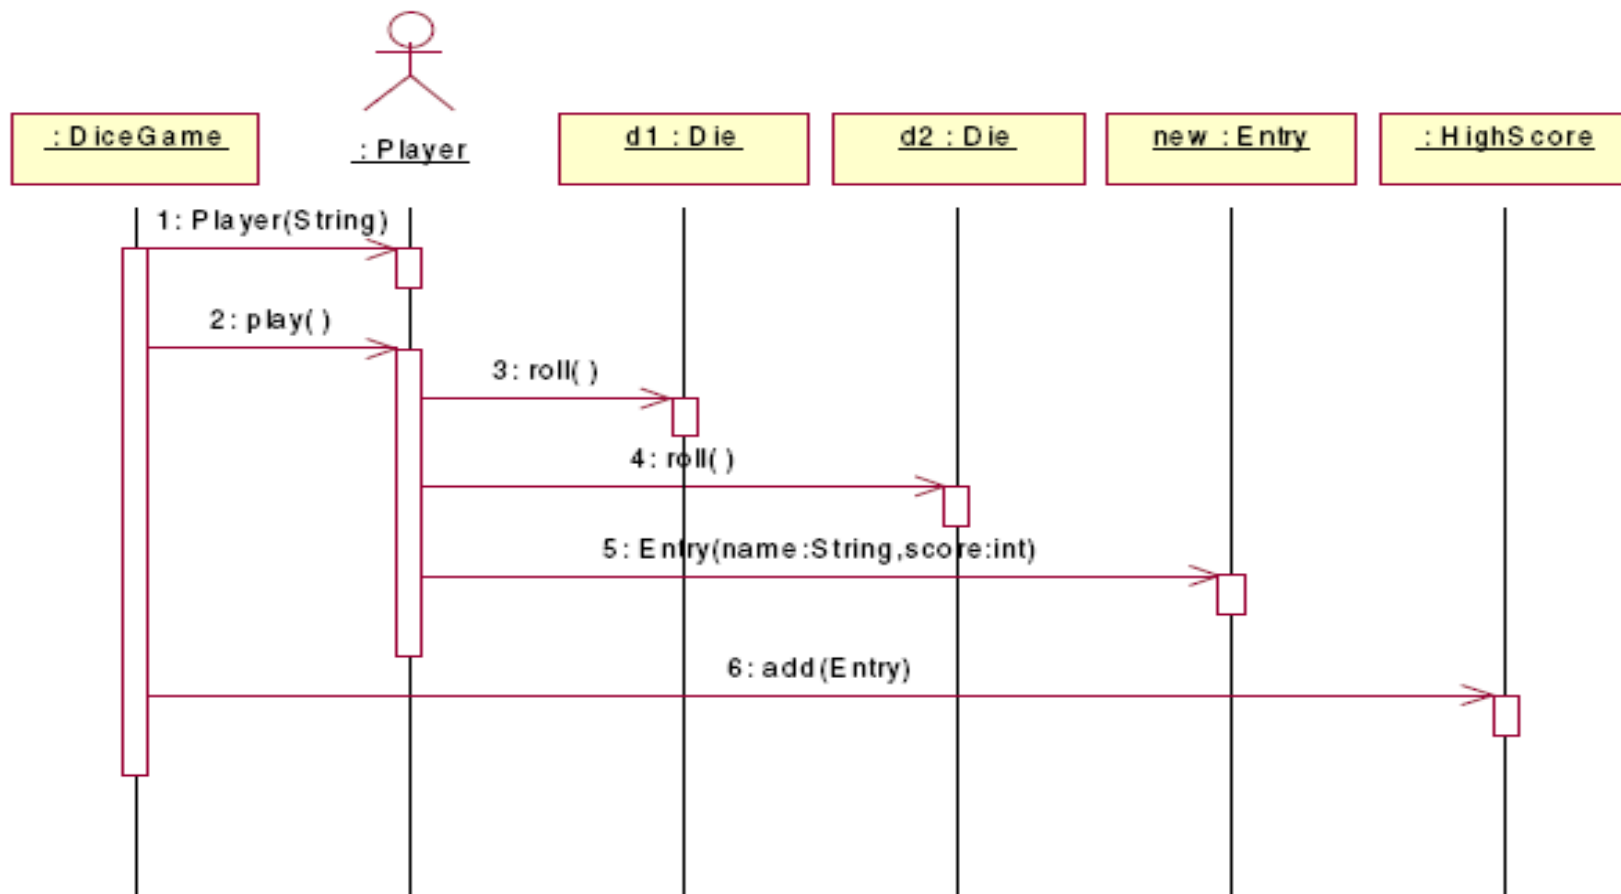 : DiceGame
: Player
d1 : Die
d2 : Die
new : Entry
: HighScore
1: Player(String)
2: play( )
3: roll( )
4: roll( )
5: Entry(name:String,score:int)
6: add(Entry)